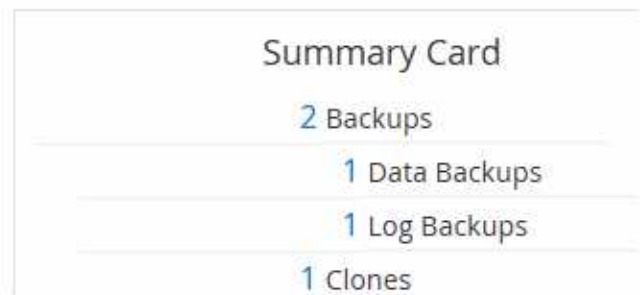 Summary Card
2 Backups
1 Data Backups
1 Log Backups
1 Clones